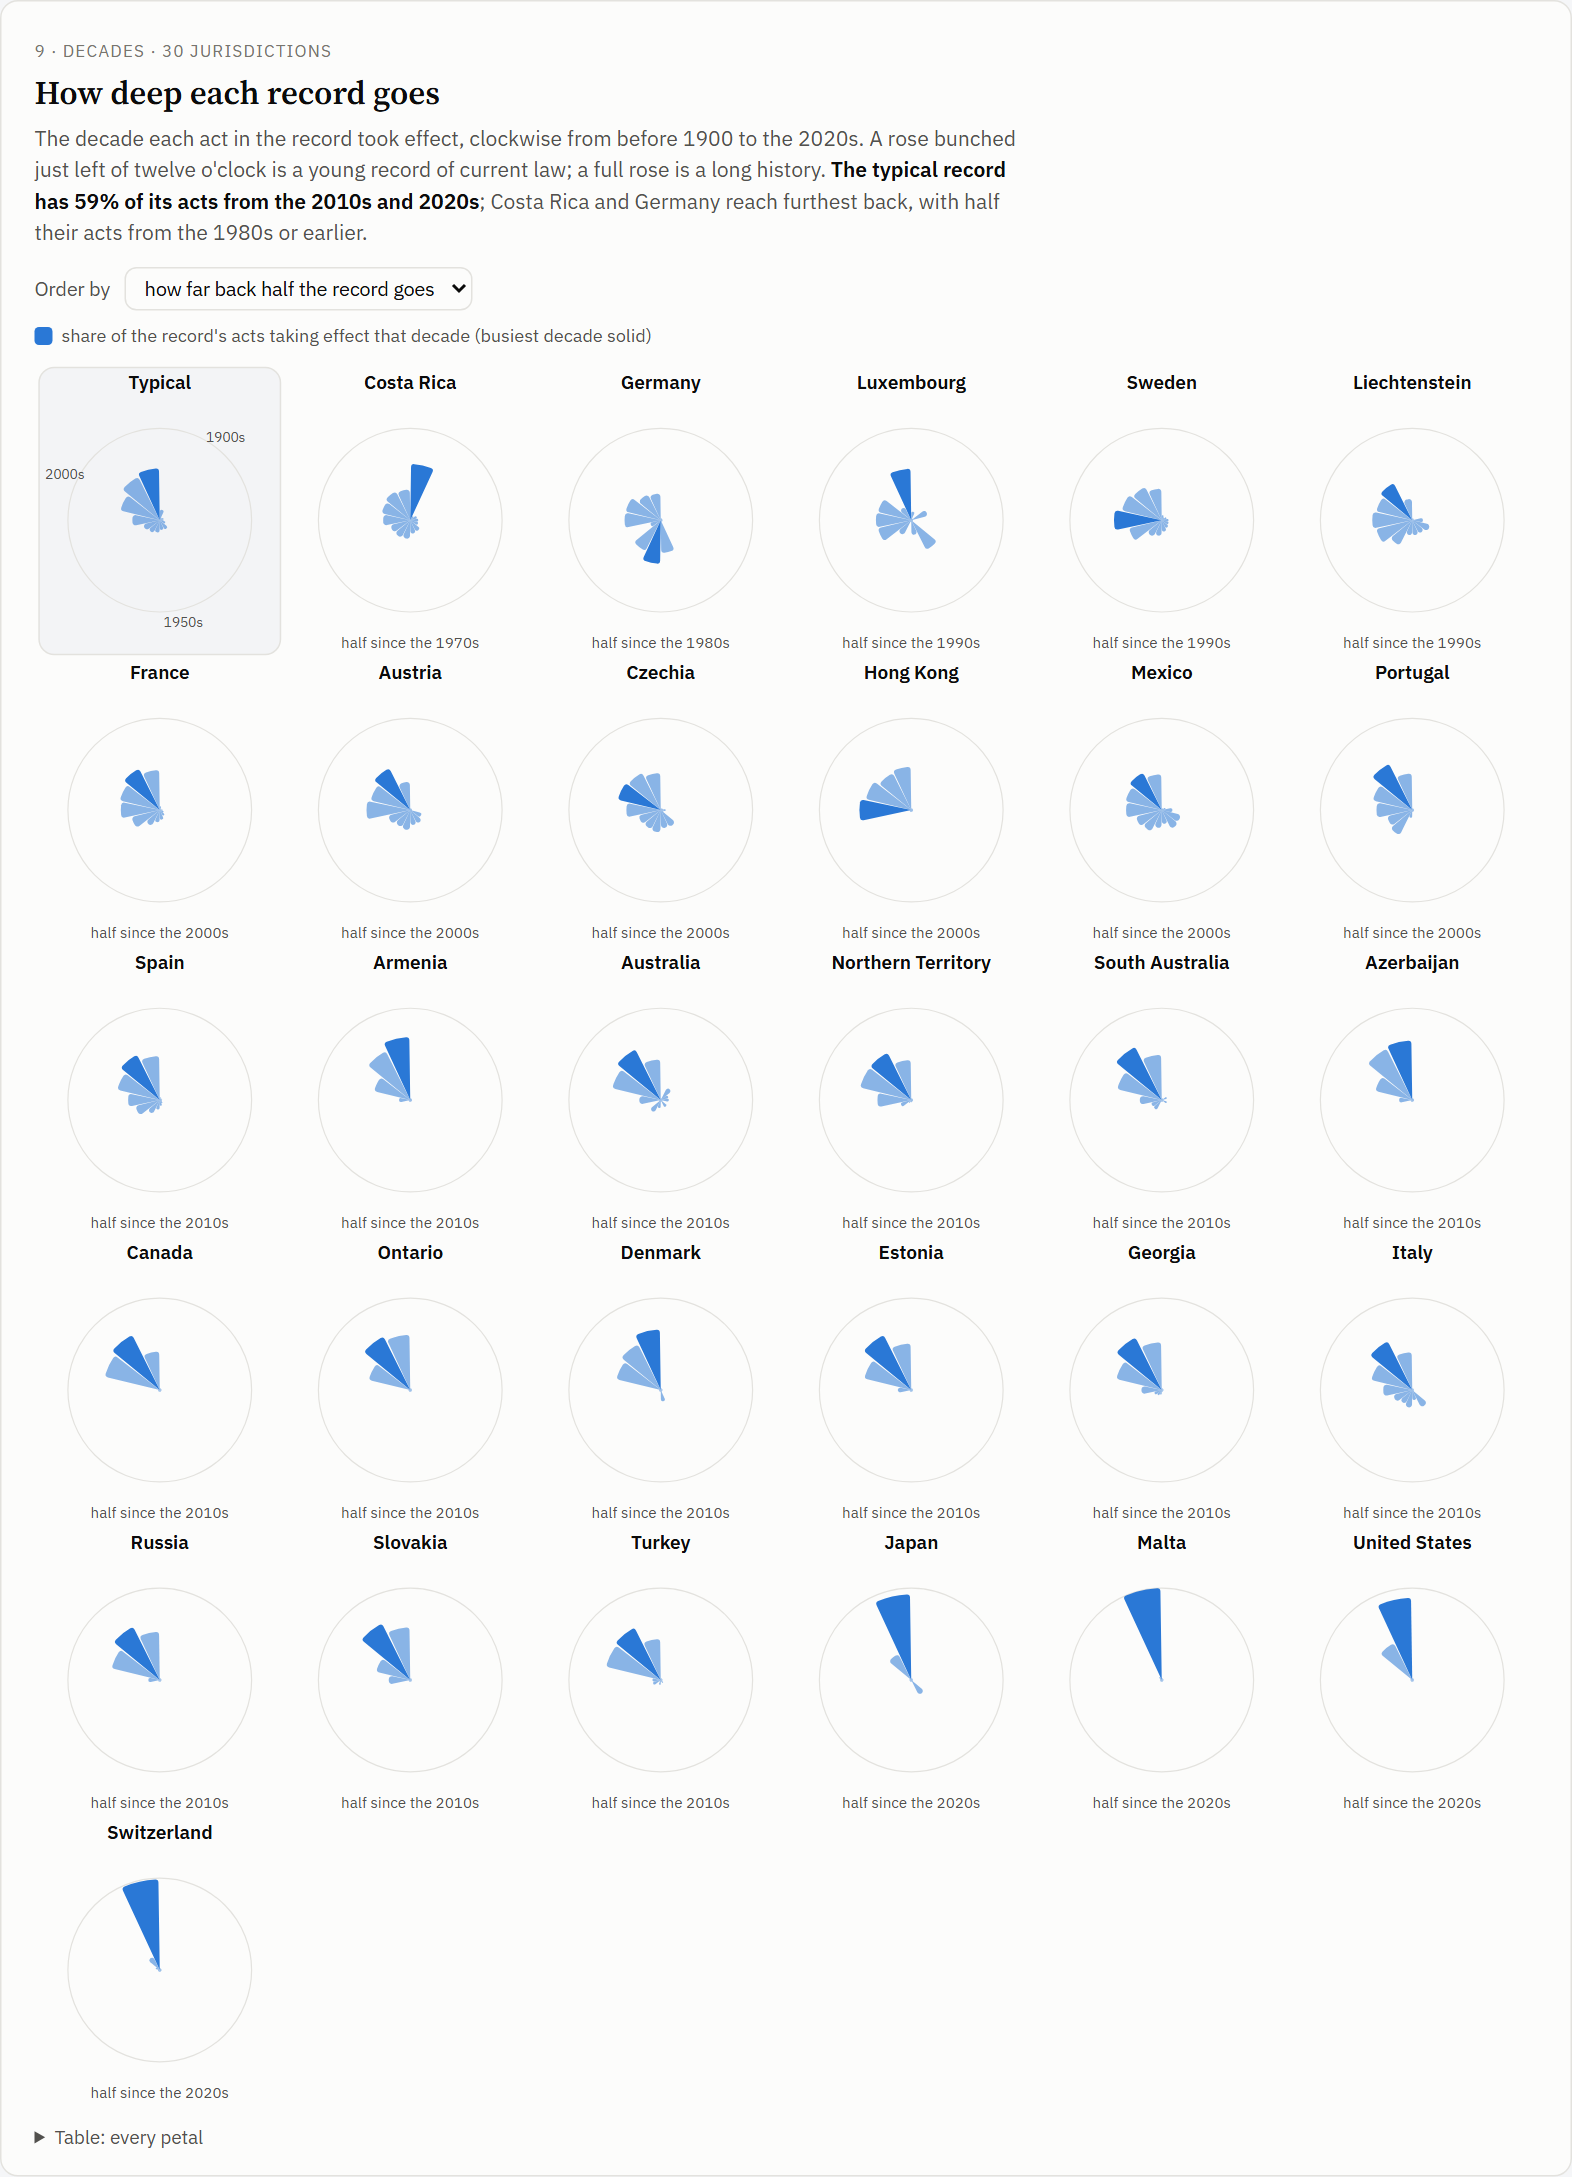 9 · DECADES · 30 JURISDICTIONS
How deep each record goes
The decade each act in the record took effect, clockwise from before 1900 to the 2020s. A rose bunched
just left of twelve o'clock is a young record of current law; a full rose is a long history. The typical record
has 59% of its acts from the 2010s and 2020s; Costa Rica and Germany reach furthest back, with half
their acts from the 1980s or earlier.
Order by how far back half the record goes
share of the record's acts taking effect that decade (busiest decade solid)
Typical Costa Rica Germany Luxembourg Sweden Liechtenstein
1900s
2000s
1950s
half since the 1970s half since the 1980s half since the 1990s half since the 1990s half since the 1990s
France Austria Czechia Hong Kong Mexico Portugal
half since the 2000s half since the 2000s half since the 2000s half since the 2000s half since the 2000s half since the 2000s
Spain Armenia Australia Northern Territory South Australia Azerbaijan
half since the 2010s half since the 2010s half since the 2010s half since the 2010s half since the 2010s half since the 2010s
Canada Ontario Denmark Estonia Georgia Italy
half since the 2010s half since the 2010s half since the 2010s half since the 2010s half since the 2010s half since the 2010s
Russia Slovakia Turkey Japan Malta United States
half since the 2010s half since the 2010s half since the 2010s half since the 2020s half since the 2020s half since the 2020s
Switzerland
half since the 2020s
Table: every petal